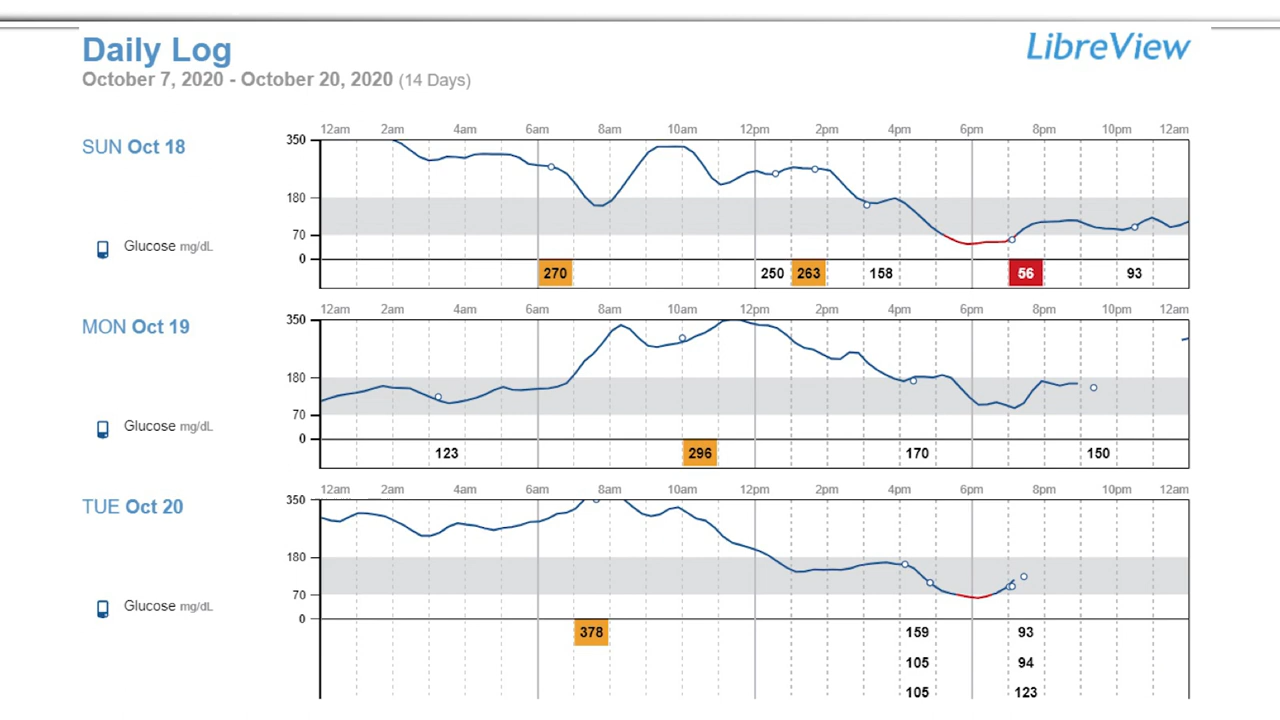 Daily Log
LibreView
October 7, 2020 - October 20, 2020 (14 Days)
12am 2am 4am 6am 8am 10am 12pm 2pm 4pm 6pm 8pm 10pm 12am
SUN Oct 18
350
180
70
Glucose mg/dL
0
270 250 263 158 56 93
12am 2am 4am 6am 8am 10am 12pm 2pm 4pm 6pm 8pm 10pm 12am
MON Oct 19
350
180
70
Glucose mg/dL
0
123 296 170 150
12am 2am 4am 6am 8am 10am 12pm 2pm 4pm 6pm 8pm 10pm 12am
TUE Oct 20
350
180
70
Glucose mg/dL
0
378 159 93
105 94
105 123